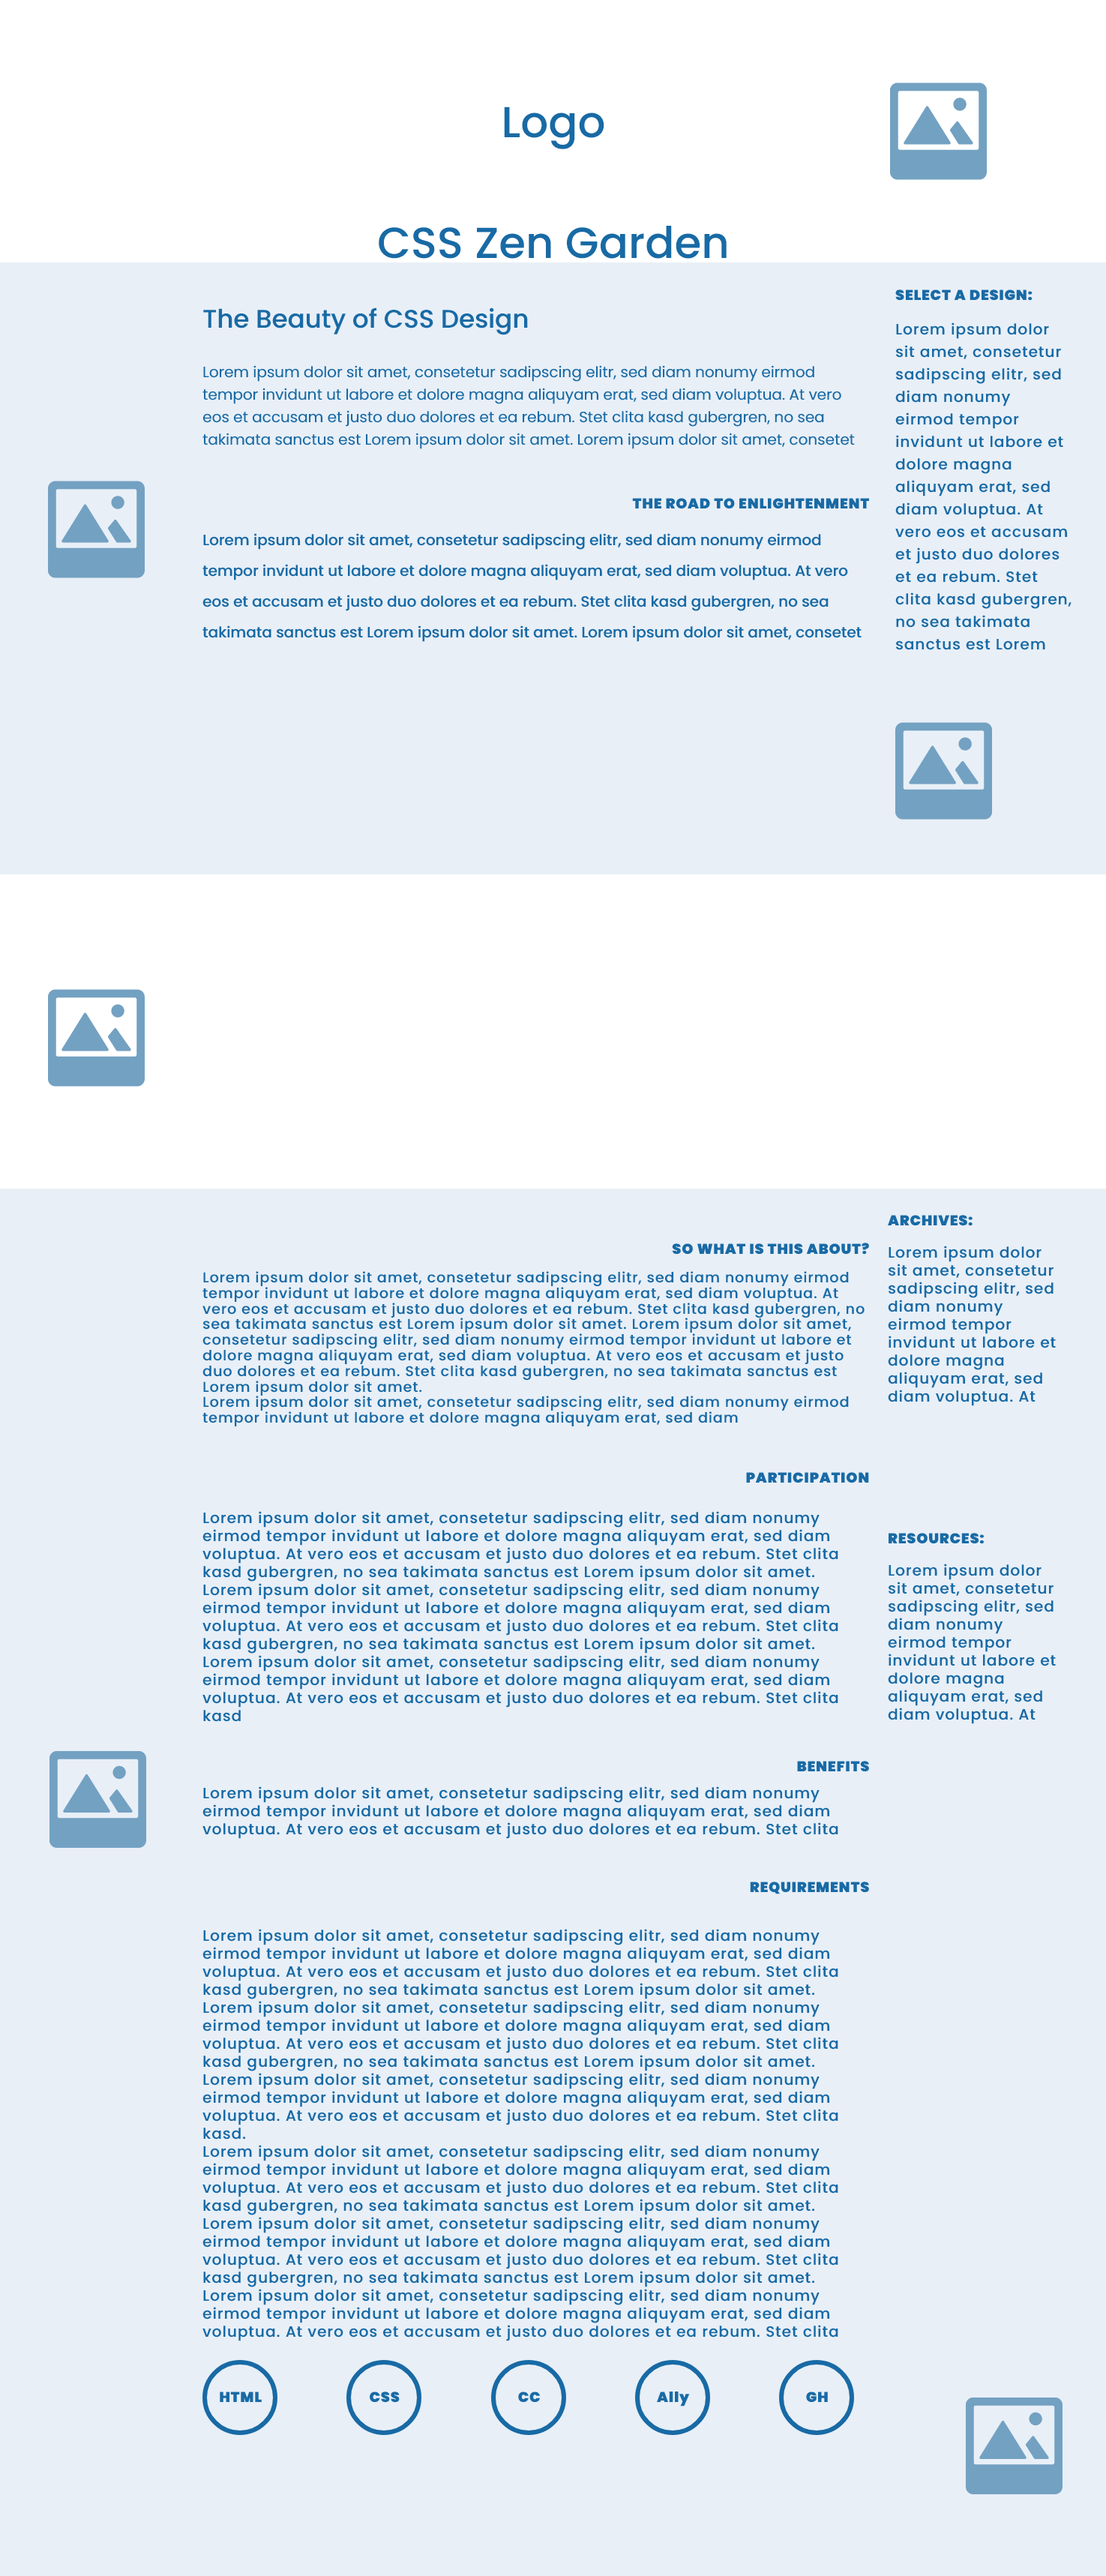 Logo
CSS Zen Garden
The Beauty of CSS Design
Lorem ipsum dolor sit amet, consetetur sadipscing elitr, sed diam nonumy eirmod
tempor invidunt ut labore et dolore magna aliquyam erat, sed diam voluptua. At vero
eos et accusam et justo duo dolores et ea rebum. Stet clita kasd gubergren, no sea
takimata sanctus est Lorem ipsum dolor sit amet. Lorem ipsum dolor sit amet, consetet
THE ROAD TO ENLIGHTENMENT
Lorem ipsum dolor sit amet, consetetur sadipscing elitr, sed diam nonumy eirmod
tempor invidunt ut labore et dolore magna aliquyam erat, sed diam voluptua. At vero
eos et accusam et justo duo dolores et ea rebum. Stet clita kasd gubergren, no sea
takimata sanctus est Lorem ipsum dolor sit amet. Lorem ipsum dolor sit amet, consetet
SELECT A DESIGN:
Lorem ipsum dolor
sit amet, consetetur
sadipscing elitr, sed
diam nonumy
eirmod tempor
invidunt ut labore et
dolore magna
aliquyam erat, sed
diam voluptua. At
vero eos et accusam
et justo duo dolores
et ea rebum. Stet
clita kasd gubergren,
no sea takimata
sanctus est Lorem
SO WHAT IS THIS ABOUT?
Lorem ipsum dolor sit amet, consetetur sadipscing elitr, sed diam nonumy eirmod
tempor invidunt ut labore et dolore magna aliquyam erat, sed diam voluptua. At
vero eos et accusam et justo duo dolores et ea rebum. Stet clita kasd gubergren, no
sea takimata sanctus est Lorem ipsum dolor sit amet. Lorem ipsum dolor sit amet,
consetetur sadipscing elitr, sed diam nonumy eirmod tempor invidunt ut labore et
dolore magna aliquyam erat, sed diam voluptua. At vero eos et accusam et justo
duo dolores et ea rebum. Stet clita kasd gubergren, no sea takimata sanctus est
Lorem ipsum dolor sit amet.
Lorem ipsum dolor sit amet, consetetur sadipscing elitr, sed diam nonumy eirmod
tempor invidunt ut labore et dolore magna aliquyam erat, sed diam
PARTICIPATION
Lorem ipsum dolor sit amet, consetetur sadipscing elitr, sed diam nonumy
eirmod tempor invidunt ut labore et dolore magna aliquyam erat, sed diam
voluptua. At vero eos et accusam et justo duo dolores et ea rebum. Stet clita
kasd gubergren, no sea takimata sanctus est Lorem ipsum dolor sit amet.
Lorem ipsum dolor sit amet, consetetur sadipscing elitr, sed diam nonumy
eirmod tempor invidunt ut labore et dolore magna aliquyam erat, sed diam
voluptua. At vero eos et accusam et justo duo dolores et ea rebum. Stet clita
kasd gubergren, no sea takimata sanctus est Lorem ipsum dolor sit amet.
Lorem ipsum dolor sit amet, consetetur sadipscing elitr, sed diam nonumy
eirmod tempor invidunt ut labore et dolore magna aliquyam erat, sed diam
voluptua. At vero eos et accusam et justo duo dolores et ea rebum. Stet clita
kasd
BENEFITS
Lorem ipsum dolor sit amet, consetetur sadipscing elitr, sed diam nonumy
eirmod tempor invidunt ut labore et dolore magna aliquyam erat, sed diam
voluptua. At vero eos et accusam et justo duo dolores et ea rebum. Stet clita
REQUIREMENTS
Lorem ipsum dolor sit amet, consetetur sadipscing elitr, sed diam nonumy
eirmod tempor invidunt ut labore et dolore magna aliquyam erat, sed diam
voluptua. At vero eos et accusam et justo duo dolores et ea rebum. Stet clita
kasd gubergren, no sea takimata sanctus est Lorem ipsum dolor sit amet.
Lorem ipsum dolor sit amet, consetetur sadipscing elitr, sed diam nonumy
eirmod tempor invidunt ut labore et dolore magna aliquyam erat, sed diam
voluptua. At vero eos et accusam et justo duo dolores et ea rebum. Stet clita
kasd gubergren, no sea takimata sanctus est Lorem ipsum dolor sit amet.
Lorem ipsum dolor sit amet, consetetur sadipscing elitr, sed diam nonumy
eirmod tempor invidunt ut labore et dolore magna aliquyam erat, sed diam
voluptua. At vero eos et accusam et justo duo dolores et ea rebum. Stet clita
kasd.
Lorem ipsum dolor sit amet, consetetur sadipscing elitr, sed diam nonumy
eirmod tempor invidunt ut labore et dolore magna aliquyam erat, sed diam
voluptua. At vero eos et accusam et justo duo dolores et ea rebum. Stet clita
kasd gubergren, no sea takimata sanctus est Lorem ipsum dolor sit amet.
Lorem ipsum dolor sit amet, consetetur sadipscing elitr, sed diam nonumy
eirmod tempor invidunt ut labore et dolore magna aliquyam erat, sed diam
voluptua. At vero eos et accusam et justo duo dolores et ea rebum. Stet clita
kasd gubergren, no sea takimata sanctus est Lorem ipsum dolor sit amet.
Lorem ipsum dolor sit amet, consetetur sadipscing elitr, sed diam nonumy
eirmod tempor invidunt ut labore et dolore magna aliquyam erat, sed diam
voluptua. At vero eos et accusam et justo duo dolores et ea rebum. Stet clita
ARCHIVES:
Lorem ipsum dolor
sit amet, consetetur
sadipscing elitr, sed
diam nonumy
eirmod tempor
invidunt ut labore et
dolore magna
aliquyam erat, sed
diam voluptua. At
RESOURCES:
Lorem ipsum dolor
sit amet, consetetur
sadipscing elitr, sed
diam nonumy
eirmod tempor
invidunt ut labore et
dolore magna
aliquyam erat, sed
diam voluptua. At
HTML
CSS
CC
Ally
GH